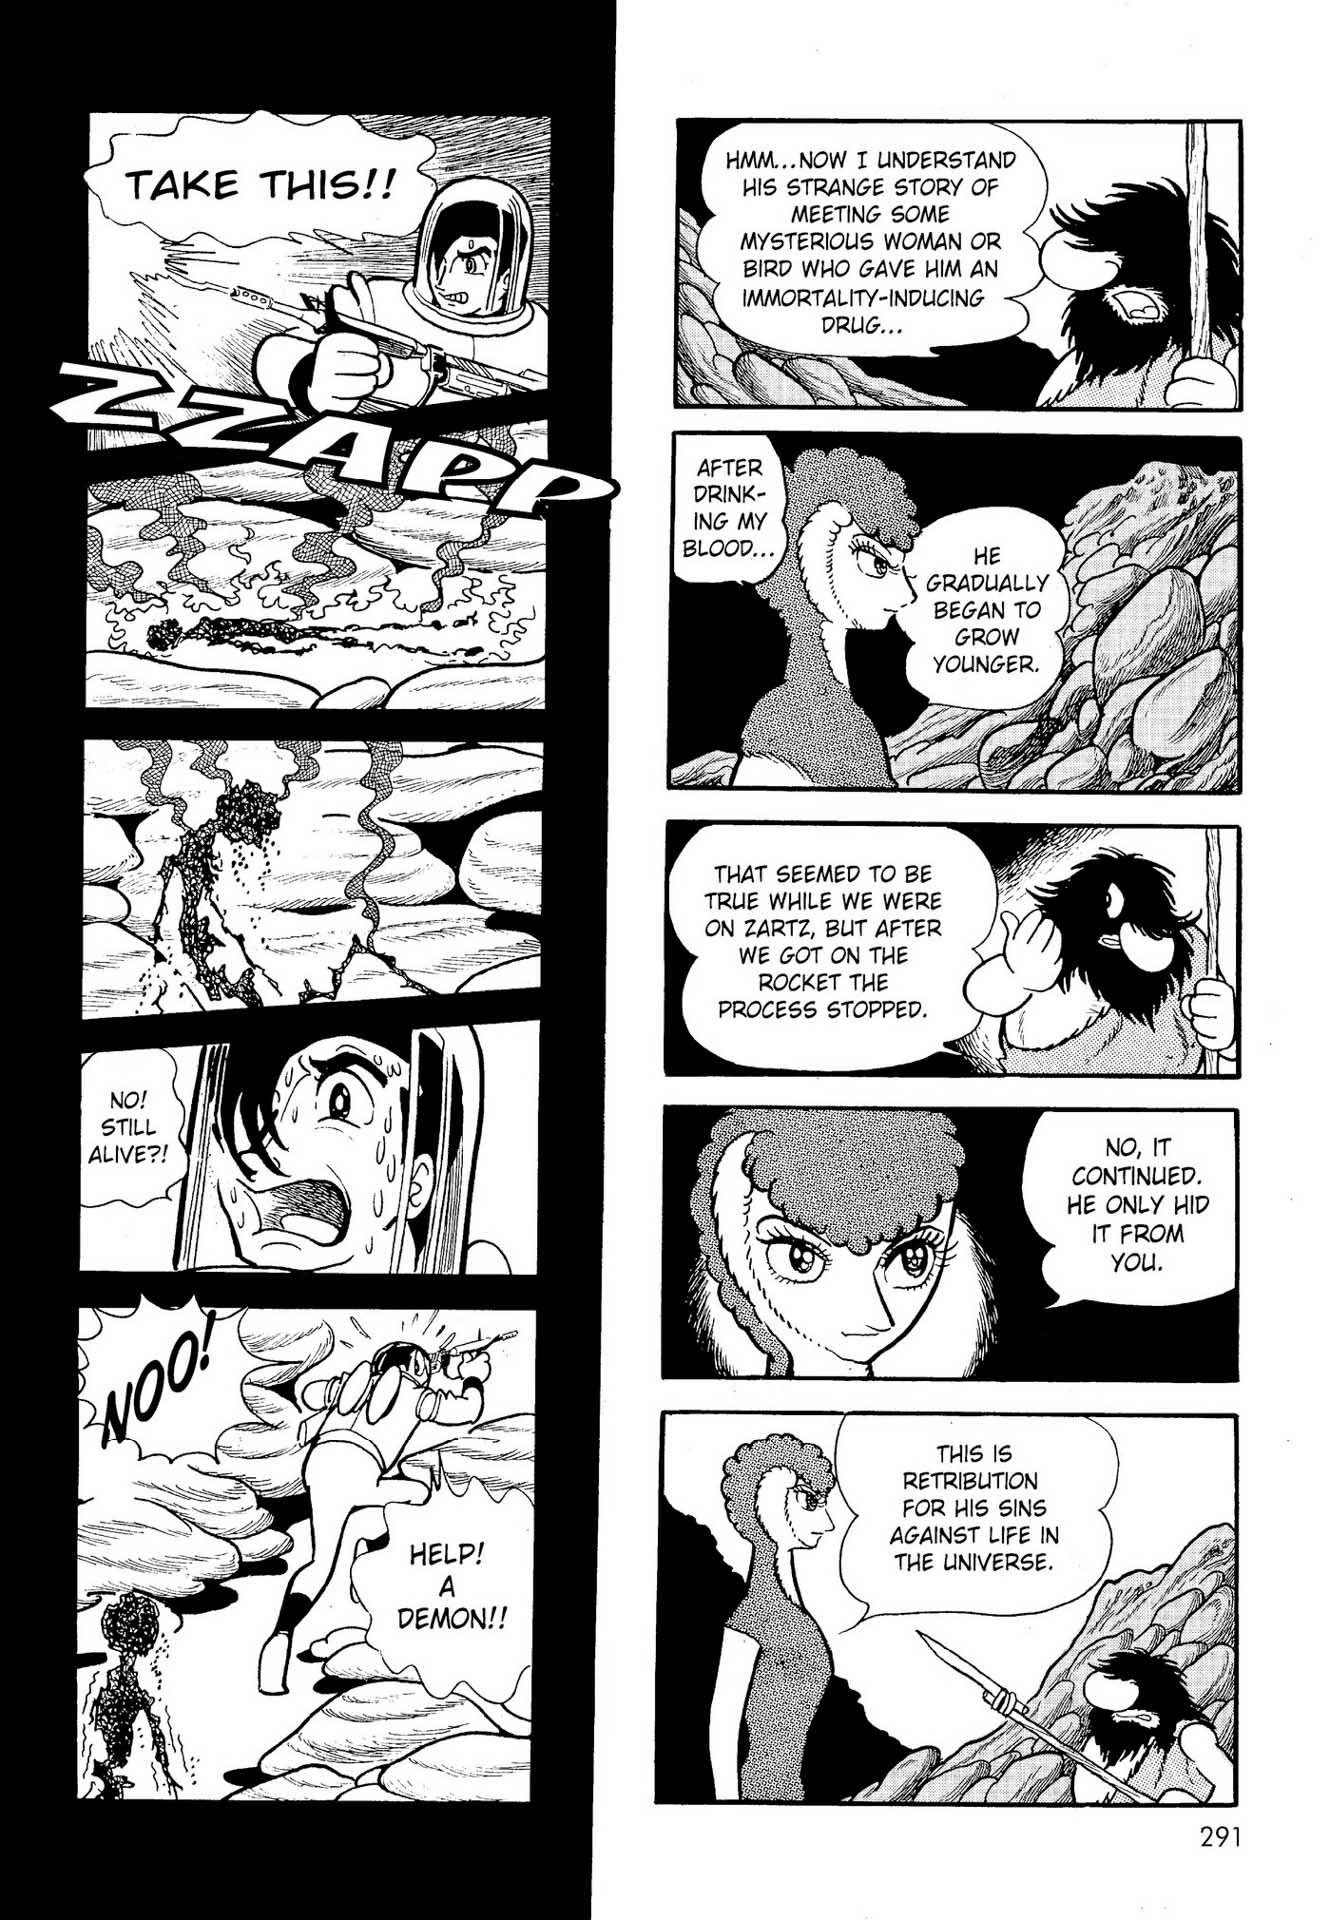 HMM...NOW I UNDERSTAND
HIS STRANGE STORY OF
MEETING SOME
MYSTERIOUS WOMAN OR
BIRD WHO GAVE HIM AN
IMMORTALITY-INDUCING
DRUG...
AFTER
DRINK-
ING MY
BLOOD...
HE
GRADUALLY
BEGAN TO
GROW
YOUNGER.
THAT SEEMED TO BE
TRUE WHILE WE WERE
ON ZARTZ, BUT AFTER
WE GOT ON THE
ROCKET THE
PROCESS STOPPED.
NO, IT
CONTINUED.
HE ONLY HID
IT FROM
YOU.
THIS IS
RETRIBUTION
FOR HIS SINS
AGAINST LIFE IN
THE UNIVERSE.
TAKE THIS!!
ZZAPP
NO!
STILL
ALIVE?!
NOO!
HELP!
A
DEMON!!
291